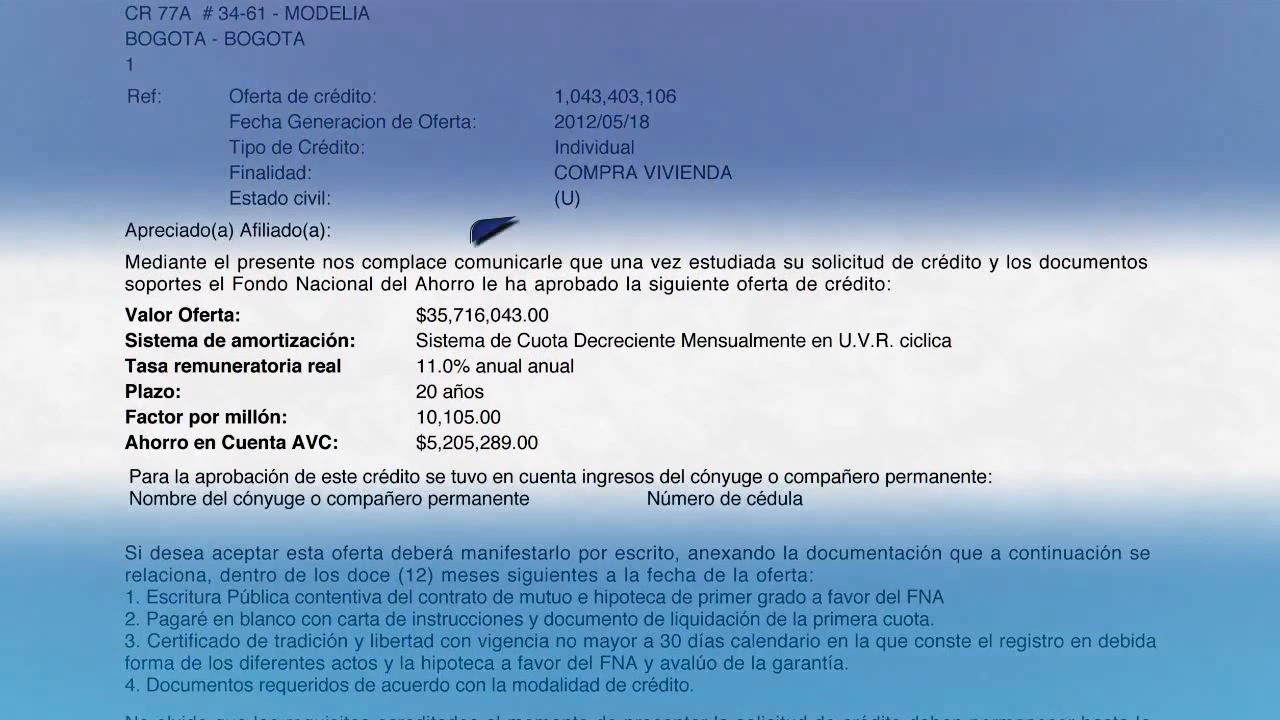 CR 77A # 34-61 - MODELIA
BOGOTA - BOGOTA
1
Ref: Oferta de crédito: 1,043,403,106
Fecha Generacion de Oferta: 2012/05/18
Tipo de Crédito: Individual
Finalidad: COMPRA VIVIENDA
Estado civil: (U)
Apreciado(a) Afiliado(a):
Mediante el presente nos complace comunicarle que una vez estudiada su solicitud de crédito y los documentos
soportes el Fondo Nacional del Ahorro le ha aprobado la siguiente oferta de crédito:
Valor Oferta: $35,716,043.00
Sistema de amortización: Sistema de Cuota Decreciente Mensualmente en U.V.R. ciclica
Tasa remuneratoria real 11.0% anual anual
Plazo: 20 años
Factor por millón: 10,105.00
Ahorro en Cuenta AVC: $5,205,289.00
Para la aprobación de este crédito se tuvo en cuenta ingresos del cónyuge o compañero permanente:
Nombre del cónyuge o compañero permanente Número de cédula
Si desea aceptar esta oferta deberá manifestarlo por escrito, anexando la documentación que a continuación se
relaciona, dentro de los doce (12) meses siguientes a la fecha de la oferta:
1. Escritura Pública contentiva del contrato de mutuo e hipoteca de primer grado a favor del FNA
2. Pagaré en blanco con carta de instrucciones y documento de liquidación de la primera cuota.
3. Certificado de tradición y libertad con vigencia no mayor a 30 días calendario en la que conste el registro en debida
forma de los diferentes actos y la hipoteca a favor del FNA y avalúo de la garantía.
4. Documentos requeridos de acuerdo con la modalidad de crédito.